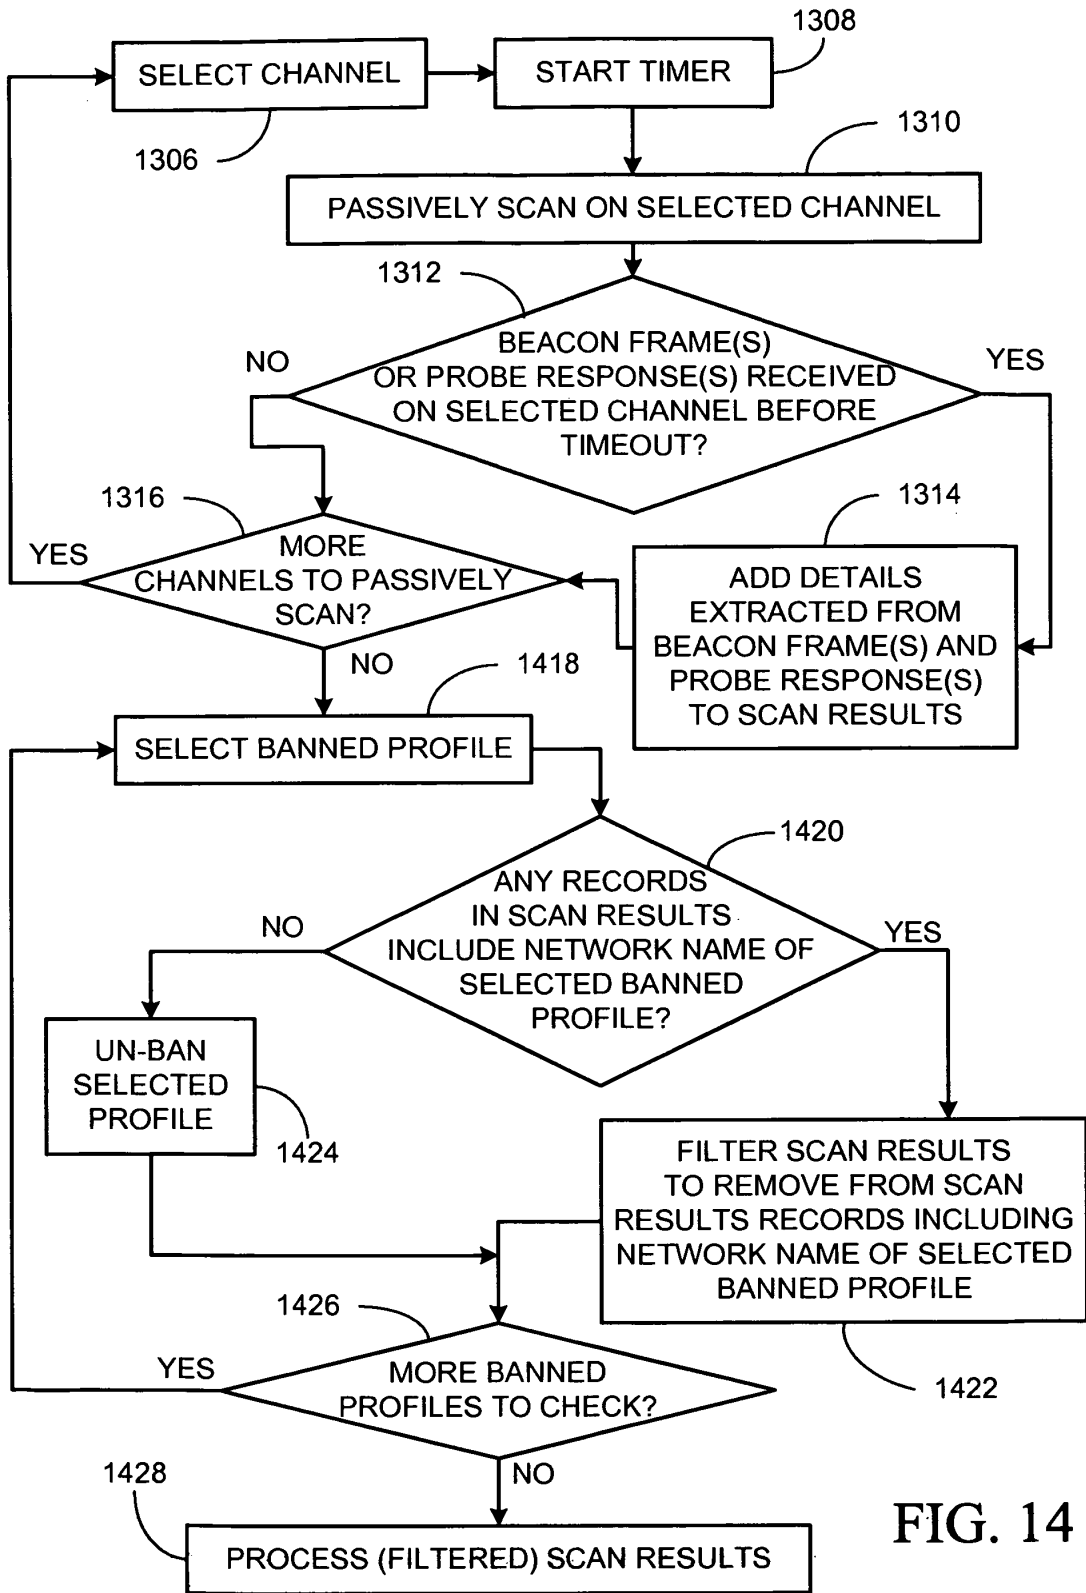 1308
SELECT CHANNEL
START TIMER
1306
1310
PASSIVELY SCAN ON SELECTED CHANNEL
1312
NO
BEACON FRAME(S)
OR PROBE RESPONSE(S) RECEIVED
ON SELECTED CHANNEL BEFORE
TIMEOUT?
YES
1316
1314
YES
MORE
CHANNELS TO PASSIVELY
SCAN?
ADD DETAILS
EXTRACTED FROM
BEACON FRAME(S) AND
PROBE RESPONSE(S)
TO SCAN RESULTS
NO
1418
SELECT BANNED PROFILE
1420
NO
ANY RECORDS
IN SCAN RESULTS
INCLUDE NETWORK NAME OF
SELECTED BANNED
PROFILE?
YES
UN-BAN
SELECTED
PROFILE
1424
FILTER SCAN RESULTS
TO REMOVE FROM SCAN
RESULTS RECORDS INCLUDING
NETWORK NAME OF SELECTED
BANNED PROFILE
1426
1422
YES
MORE BANNED
PROFILES TO CHECK?
NO
1428
PROCESS (FILTERED) SCAN RESULTS
FIG. 14